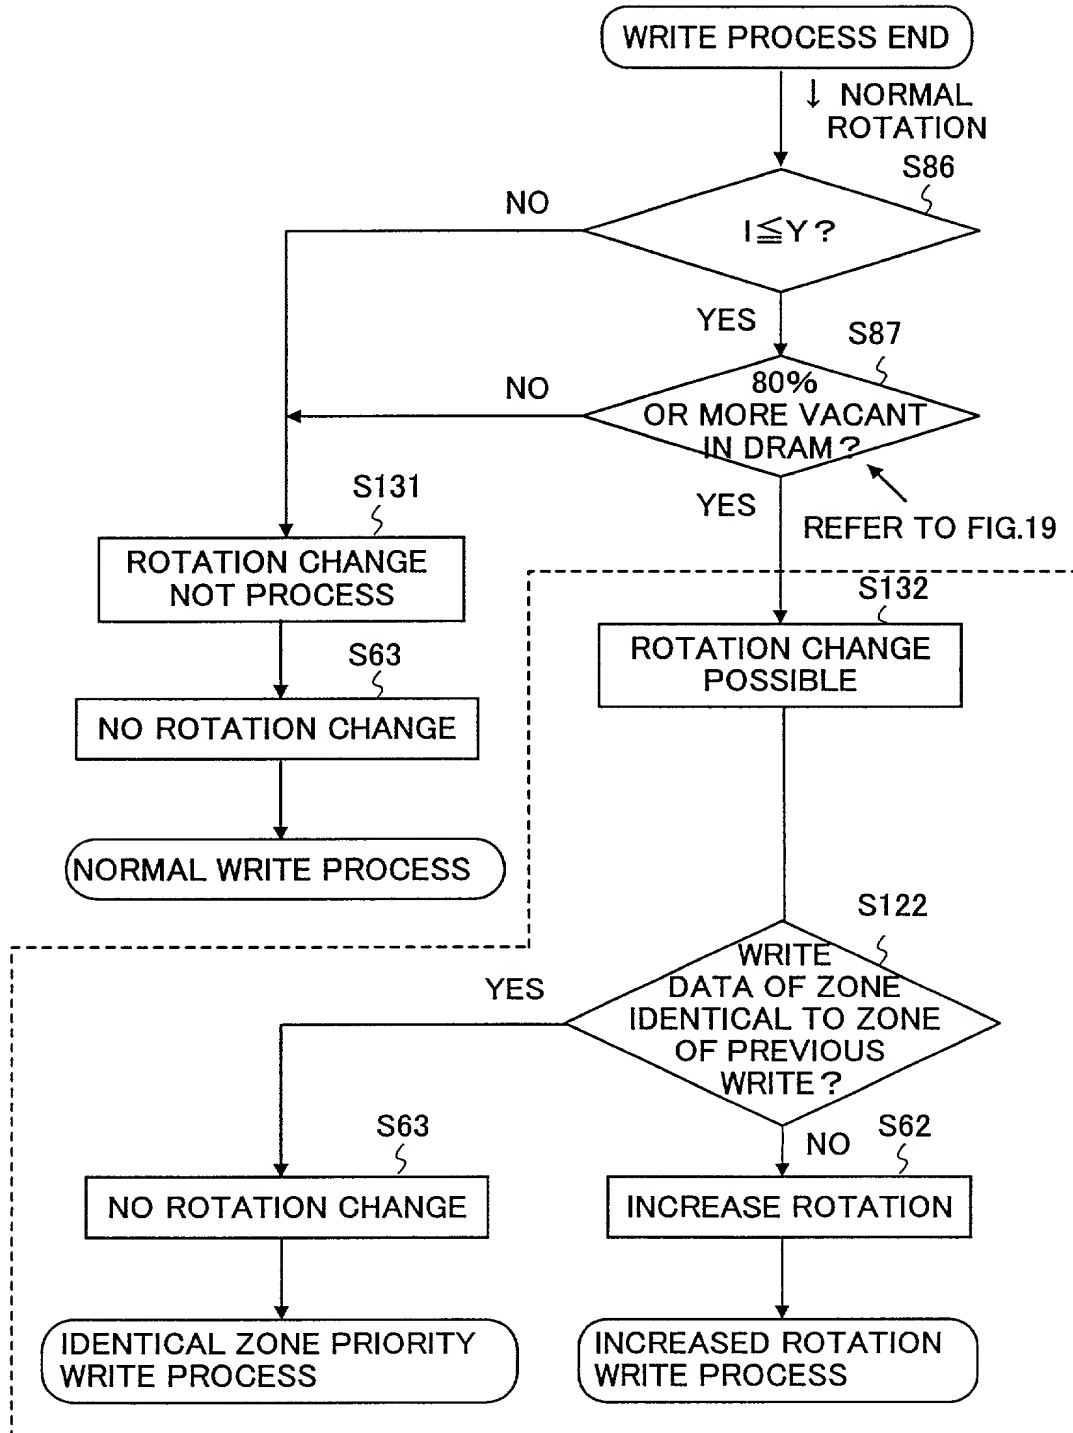 WRITE PROCESS END
↓ NORMAL
ROTATION
S86
NO
I≦Y?
YES
S87
NO
80%
OR MORE VACANT
IN DRAM?
YES
REFER TO FIG.19
S131
ROTATION CHANGE
NOT PROCESS
S132
ROTATION CHANGE
POSSIBLE
S63
NO ROTATION CHANGE
NORMAL WRITE PROCESS
S122
YES
WRITE
DATA OF ZONE
IDENTICAL TO ZONE
OF PREVIOUS
WRITE?
NO
S63
NO ROTATION CHANGE
S62
INCREASE ROTATION
IDENTICAL ZONE PRIORITY
WRITE PROCESS
INCREASED ROTATION
WRITE PROCESS